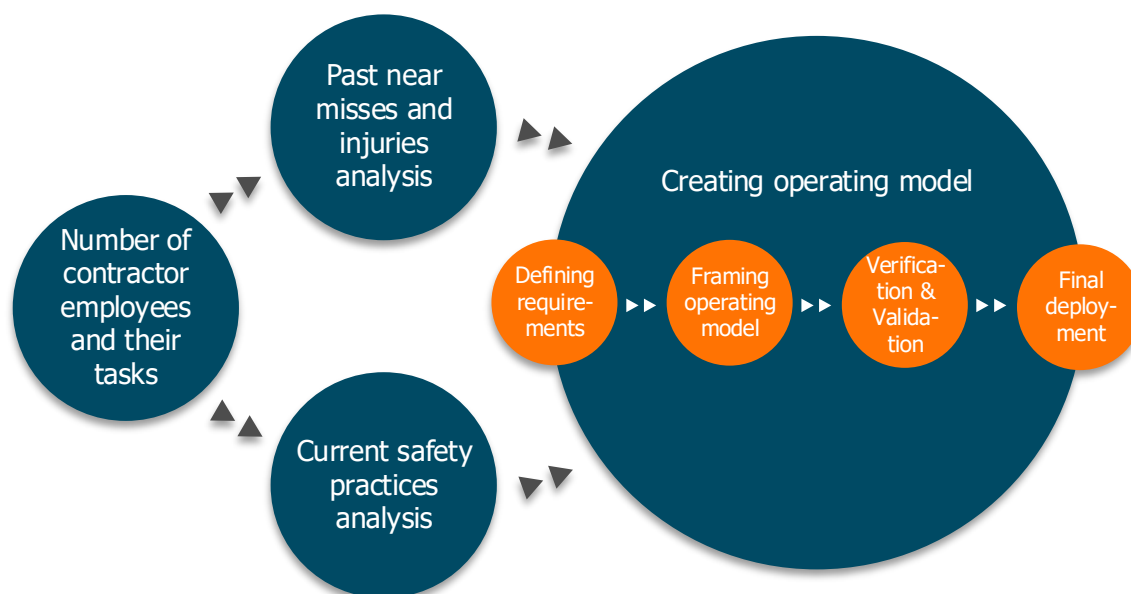 Past near
misses and
injuries
analysis
Number of
contractor
employees
and their
tasks
Current safety
practices
analysis
Creating operating model
Defining
require-
ments
Framing
operating
model
Verifica-
tion &
Valida-
tion
Final
deploy-
ment